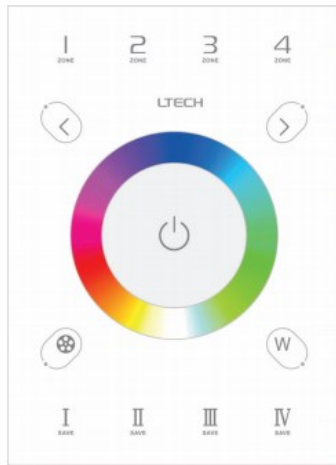 1 2 3 4
ZONE ZONE ZONE ZONE
LTECH
W
I II III IV
SAVE SAVE SAVE SAVE